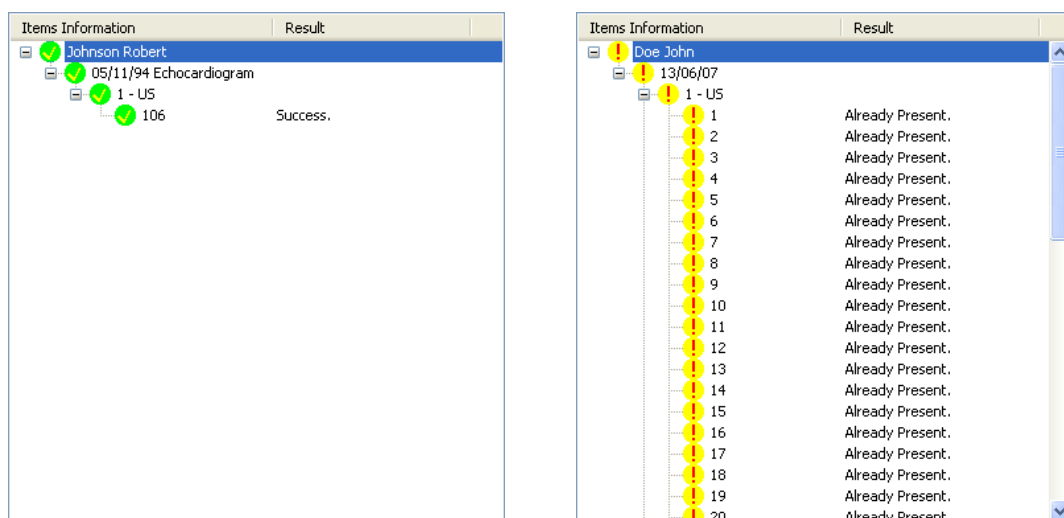 Items Information Result
Johnson Robert
05/11/94 Echocardiogram
1 - US
106 Success.
Items Information Result
Doe John
13/06/07
1 - US
1 Already Present.
2 Already Present.
3 Already Present.
4 Already Present.
5 Already Present.
6 Already Present.
7 Already Present.
8 Already Present.
9 Already Present.
10 Already Present.
11 Already Present.
12 Already Present.
13 Already Present.
14 Already Present.
15 Already Present.
16 Already Present.
17 Already Present.
18 Already Present.
19 Already Present.
20 Already Present.